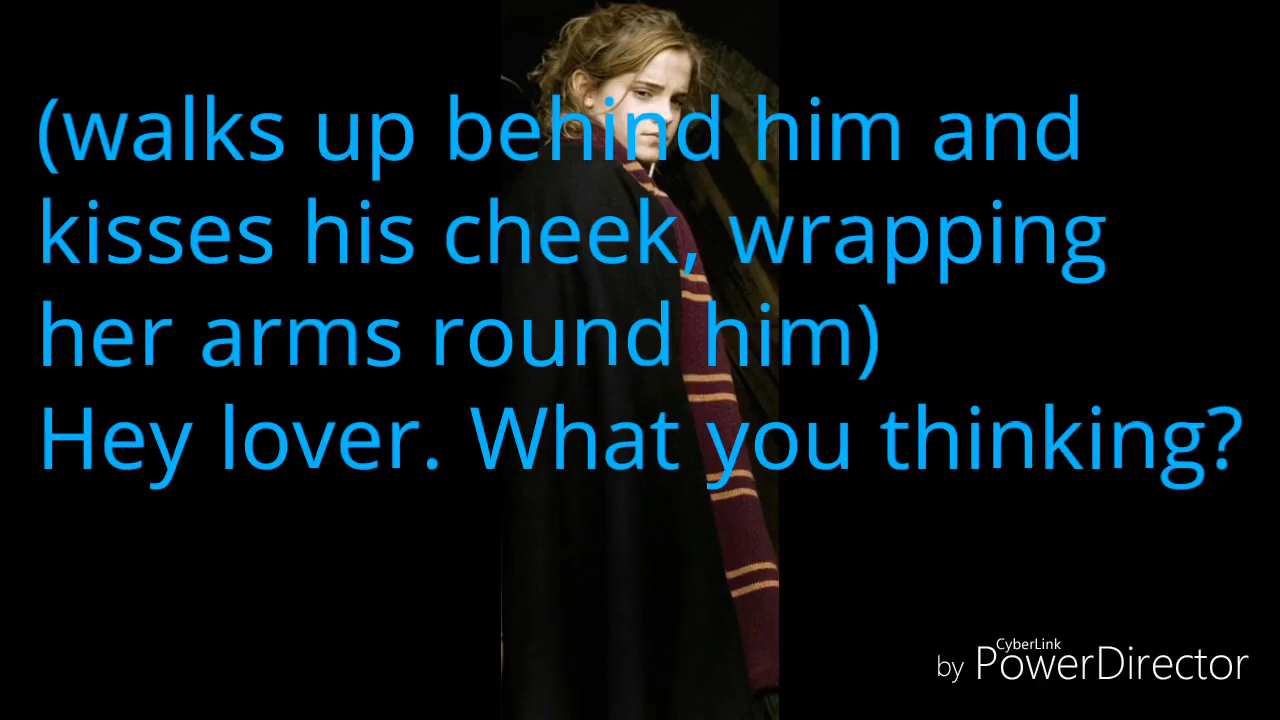 (walks up behind him and
kisses his cheek, wrapping
her arms round him)
Hey lover. What you thinking?
CyberLink
by PowerDirector